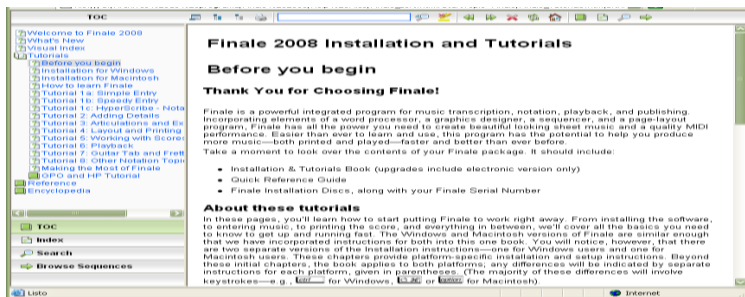 TOC
Welcome to Finale 2008
What's New
Visual Index
Tutorials
Before you begin
Installation for Windows
Installation for Macintosh
How to learn Finale
Tutorial 1a: Simple Entry
Tutorial 1b: Speedy Entry
Tutorial 1c: HyperScribe - Nota
Tutorial 2: Adding Details
Tutorial 3: Articulations and Ex
Tutorial 4: Layout and Printing
Tutorial 5: Working with Scores
Tutorial 6: Playback
Tutorial 7: Guitar Tab and Frett
Tutorial 8: Other Notation Topi
Making the Most of Finale
GPO and HP Tutorial
Reference
Encyclopedia
TOC
Index
Search
Browse Sequences
Finale 2008 Installation and Tutorials
Before you begin
Thank You for Choosing Finale!
Finale is a powerful integrated program for music transcription, notation, playback, and publishing.
Incorporating elements of a word processor, a graphics designer, a sequencer, and a page-layout
program, Finale has all the power you need to create beautiful looking sheet music and a quality MIDI
performance. Easier than ever to learn and use, this program has the potential to help you produce
more music—both printed and played—faster and better than ever before.
Take a moment to look over the contents of your Finale package. It should include:
• Installation & Tutorials Book (upgrades include electronic version only)
• Quick Reference Guide
• Finale Installation Discs, along with your Finale Serial Number
About these tutorials
In these pages, you'll learn how to start putting Finale to work right away. From installing the software,
to entering music, to printing the score, and everything in between, we'll cover all the basics you need
to know to get up and running fast. The Windows and Macintosh versions of Finale are similar enough
that we have incorporated instructions for both into this one book. You will notice, however, that there
are two separate versions of the Installation instructions—one for Windows users and one for
Macintosh users. These chapters provide platform-specific installation and setup instructions. Beyond
these initial chapters, the book applies to both platforms; any differences will be indicated by separate
instructions for each platform, given in parentheses. (The majority of these differences will involve
keystrokes—e.g., for Windows, or for Macintosh).
Listo
Internet